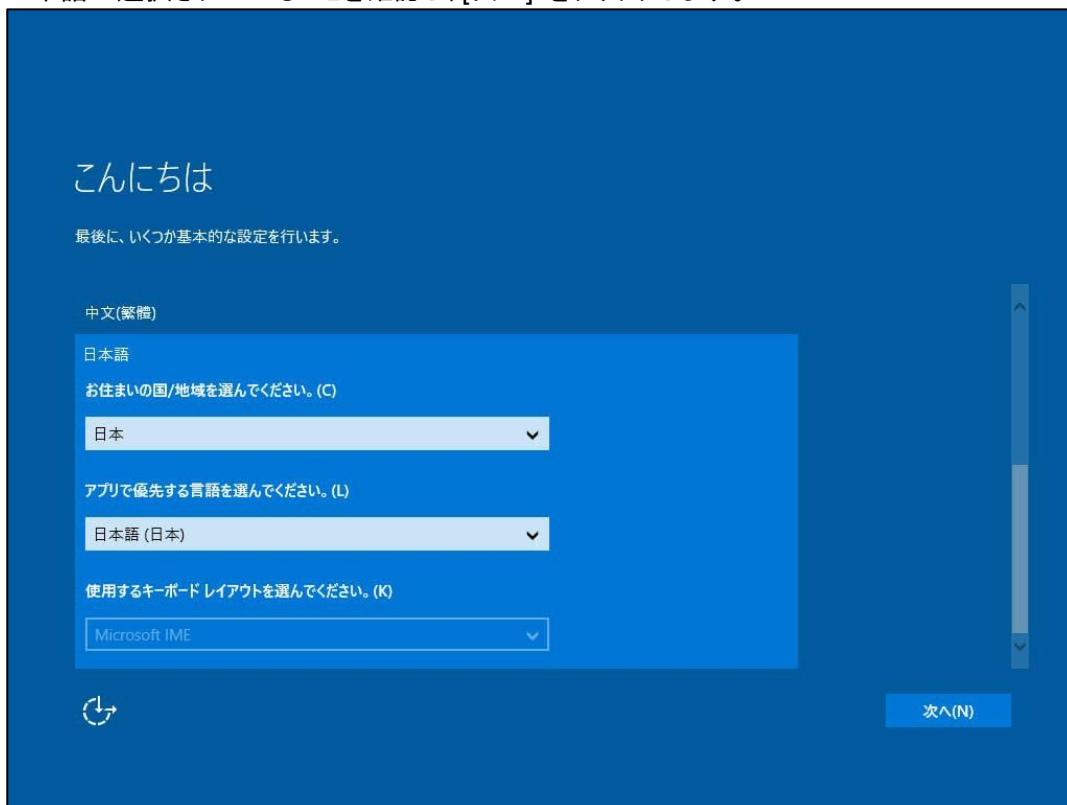 こんにちは
最後に、いくつか基本的な設定を行います。
中文(繁體)
日本語
お住まいの国/地域を選んでください。(C)
日本
アプリで優先する言語を選んでください。(L)
日本語 (日本)
使用するキーボード レイアウトを選んでください。(K)
Microsoft IME
次へ(N)